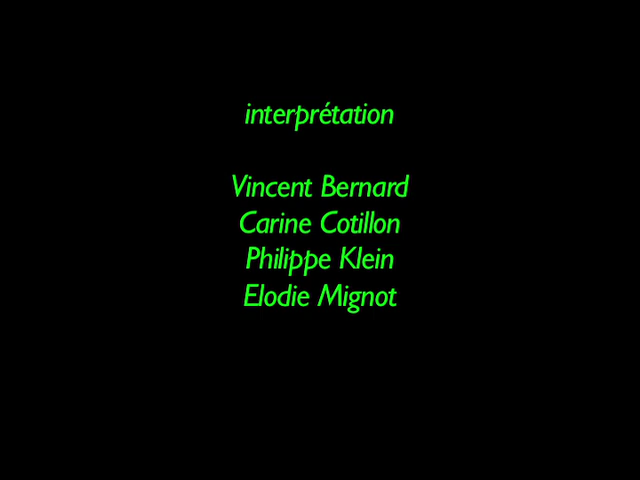 interprétation
Vincent Bernard
Carine Cotillon
Philippe Klein
Elodie Mignot